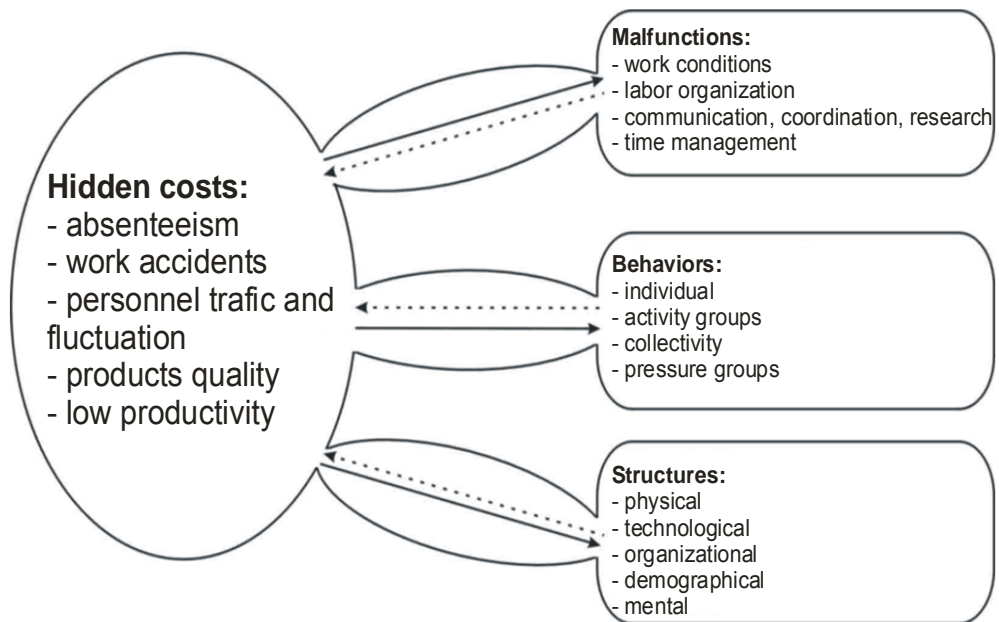 Hidden costs:
- absenteeism
- work accidents
- personnel trafic and
fluctuation
- products quality
- low productivity
Malfunctions:
- work conditions
- labor organization
- communication, coordination, research
- time management
Behaviors:
- individual
- activity groups
- collectivity
- pressure groups
Structures:
- physical
- technological
- organizational
- demographical
- mental